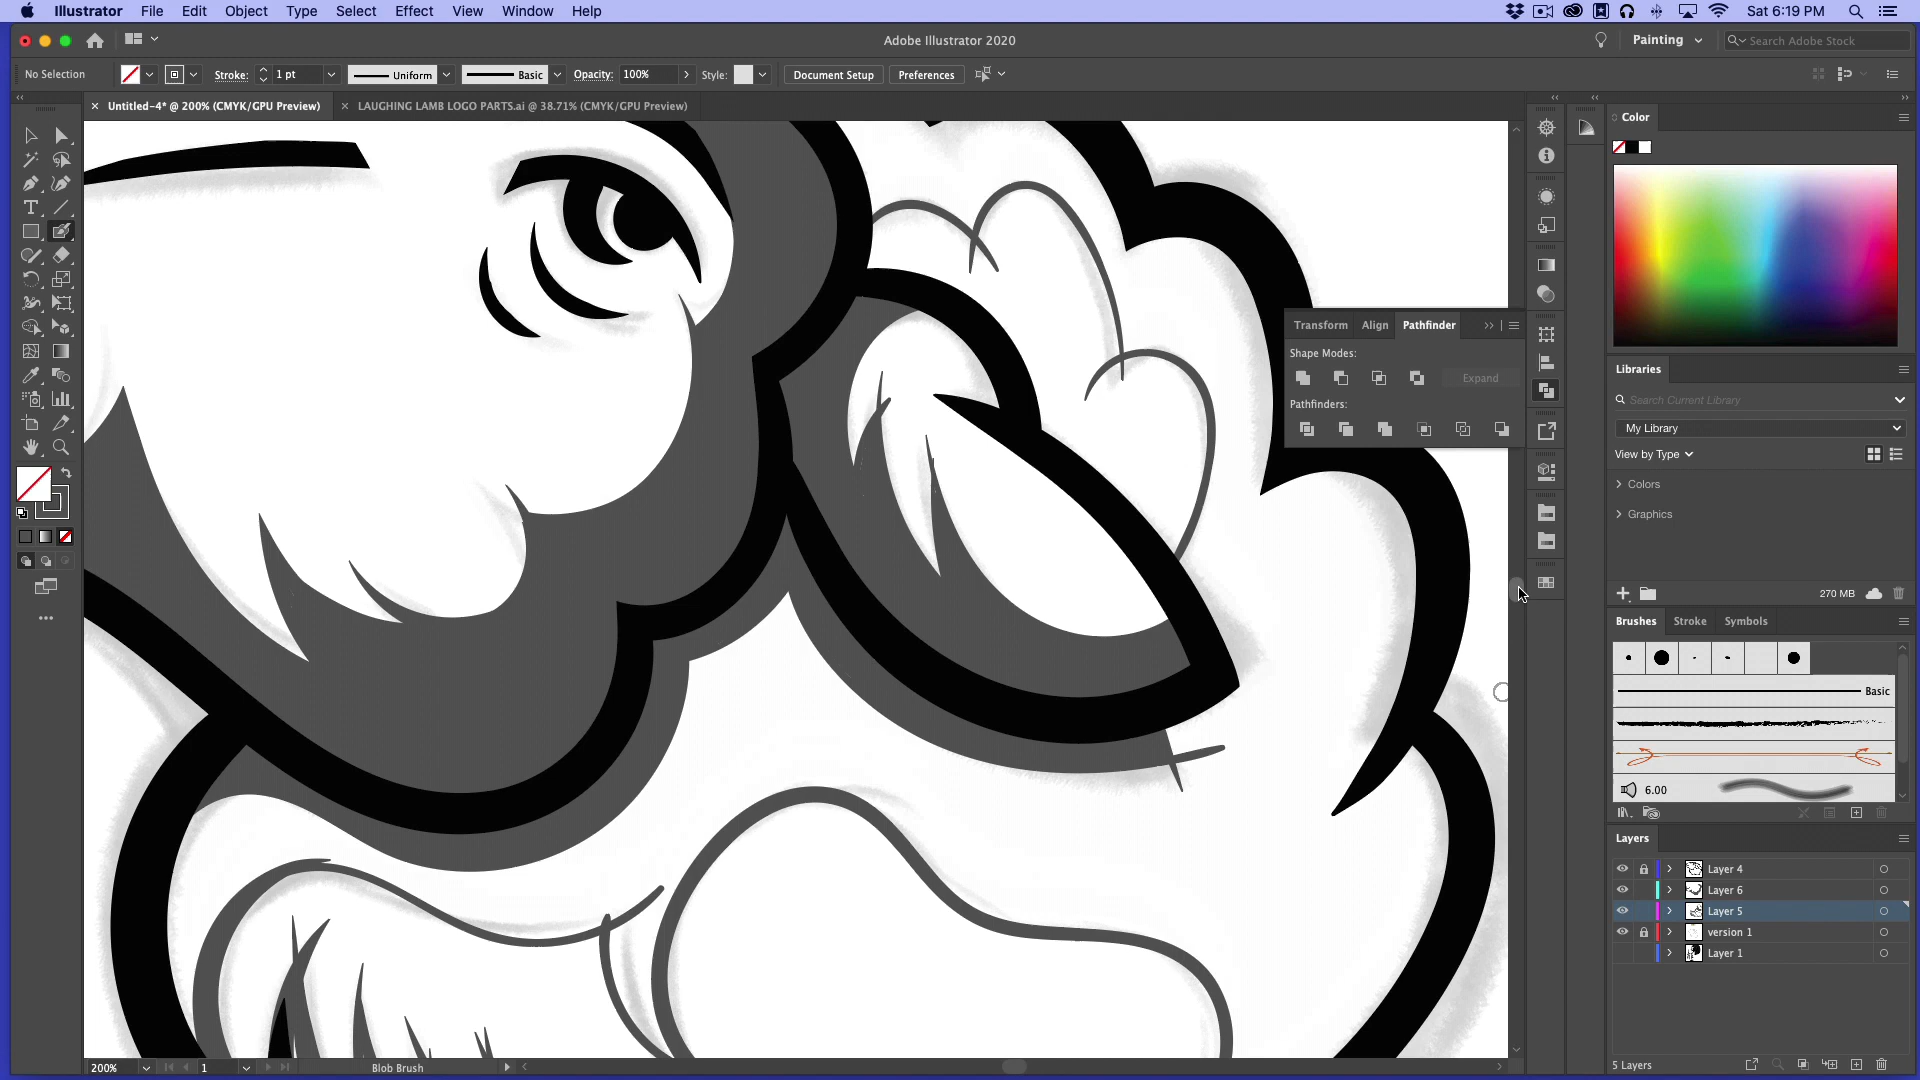 Illustrator File Edit Object Type Select Effect View Window Help Sat 6:19 PM
Adobe Illustrator 2020 Painting Search Adobe Stock
No Selection Stroke: 1 pt Uniform Basic Opacity: 100% Style: Document Setup Preferences
Untitled-4* @ 200% (CMYK/GPU Preview) LAUGHING LAMB LOGO PARTS.ai @ 38.71% (CMYK/GPU Preview)
Color
Transform Align Pathfinder
Shape Modes:
Expand
Pathfinders:
Libraries
Search Current Library
My Library
View by Type
Colors
Graphics
270 MB
Brushes Stroke Symbols
Basic
6.00
Layers
Layer 4
Layer 6
Layer 5
version 1
Layer 1
5 Layers
200% 1 Blob Brush